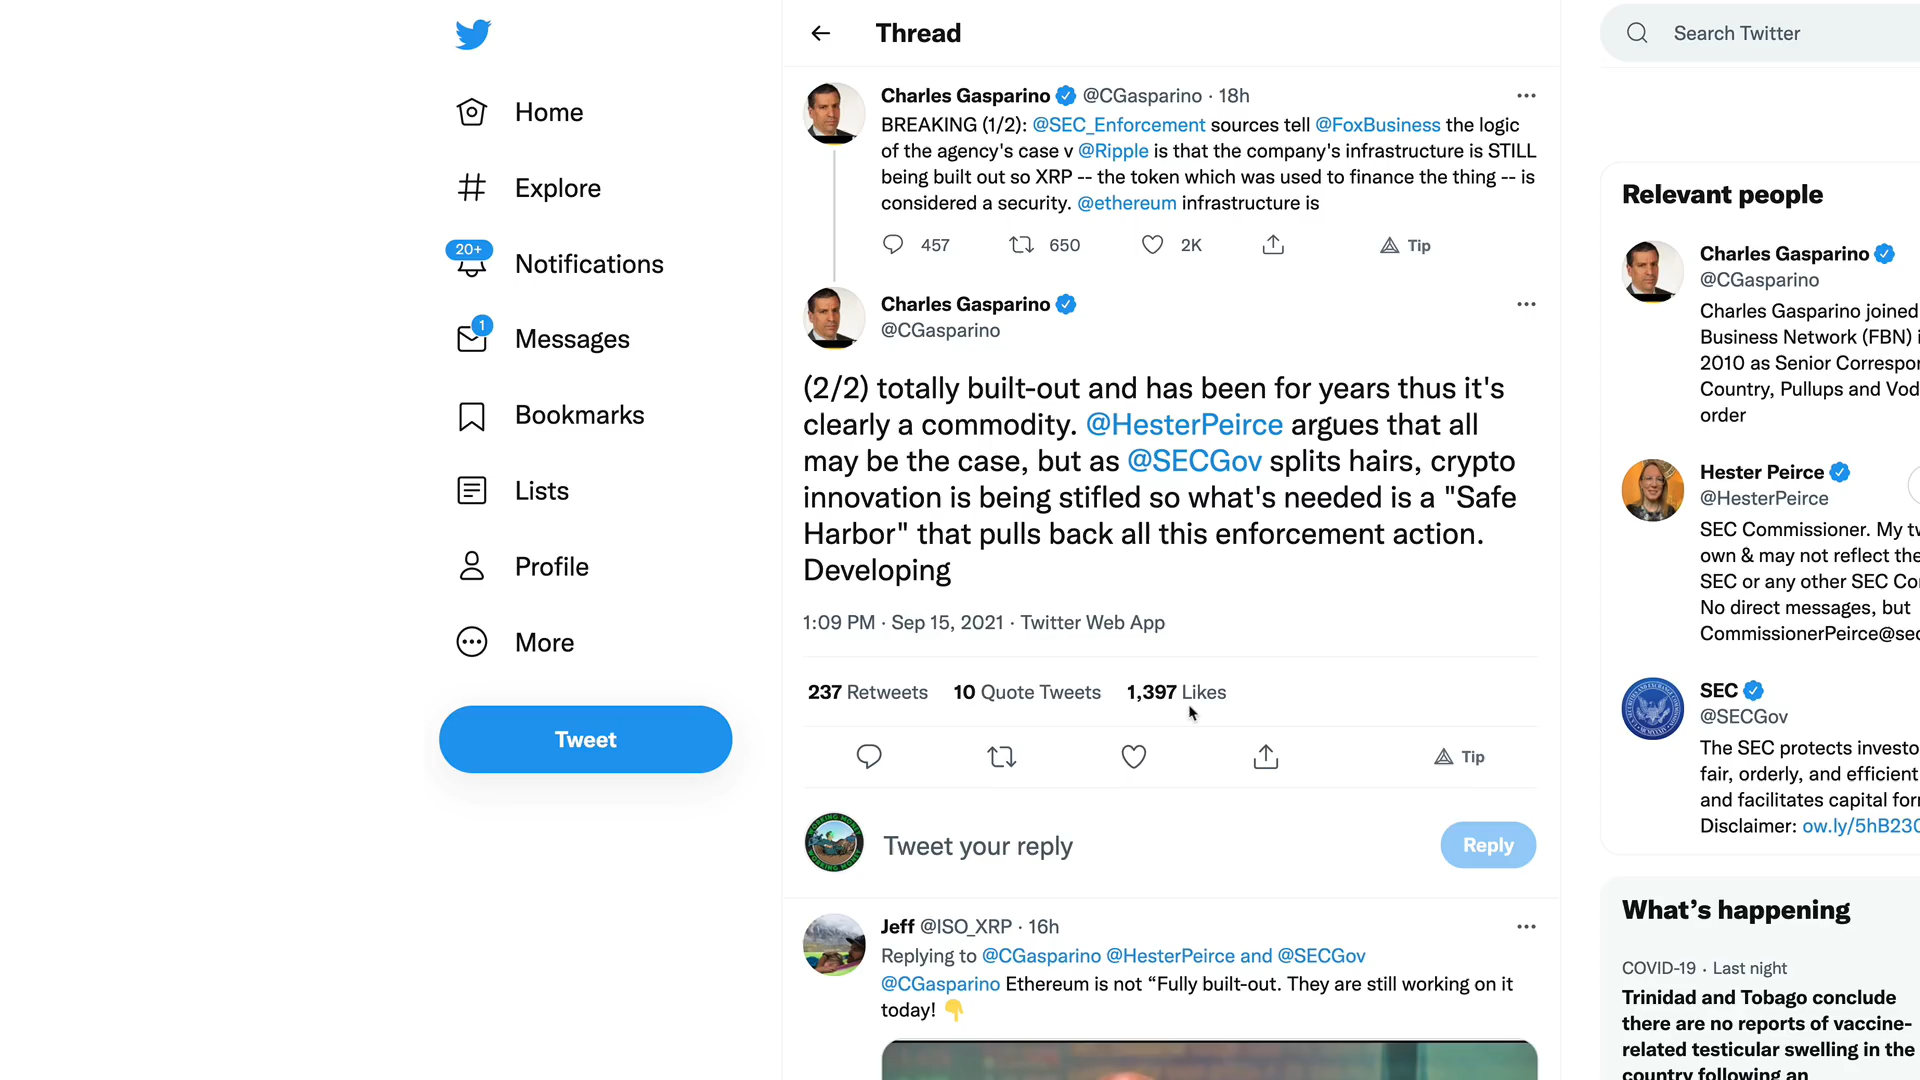 Thread
Search Twitter
Home
Explore
20+
Notifications
1
Messages
Bookmarks
Lists
Profile
More
Tweet
Charles Gasparino @CGasparino · 18h
BREAKING (1/2): @SEC_Enforcement sources tell @FoxBusiness the logic
of the agency's case v @Ripple is that the company's infrastructure is STILL
being built out so XRP -- the token which was used to finance the thing -- is
considered a security. @ethereum infrastructure is
457 650 2K Tip
Charles Gasparino
@CGasparino
(2/2) totally built-out and has been for years thus it's
clearly a commodity. @HesterPeirce argues that all
may be the case, but as @SECGov splits hairs, crypto
innovation is being stifled so what's needed is a "Safe
Harbor" that pulls back all this enforcement action.
Developing
1:09 PM · Sep 15, 2021 · Twitter Web App
237 Retweets 10 Quote Tweets 1,397 Likes
Tip
Tweet your reply
Reply
Jeff @ISO_XRP · 16h
Replying to @CGasparino @HesterPeirce and @SECGov
@CGasparino Ethereum is not “Fully built-out. They are still working on it
today! 👇
Relevant people
Charles Gasparino
@CGasparino
Charles Gasparino joined
Business Network (FBN) i
2010 as Senior Correspo
Country, Pullups and Vod
order
Hester Peirce
@HesterPeirce
SEC Commissioner. My tw
own & may not reflect the
SEC or any other SEC Co
No direct messages, but
CommissionerPeirce@sec
SEC
@SECGov
The SEC protects investo
fair, orderly, and efficient
and facilitates capital for
Disclaimer: ow.ly/5hB230
What’s happening
COVID-19 · Last night
Trinidad and Tobago conclude
there are no reports of vaccine-
related testicular swelling in the
country following an